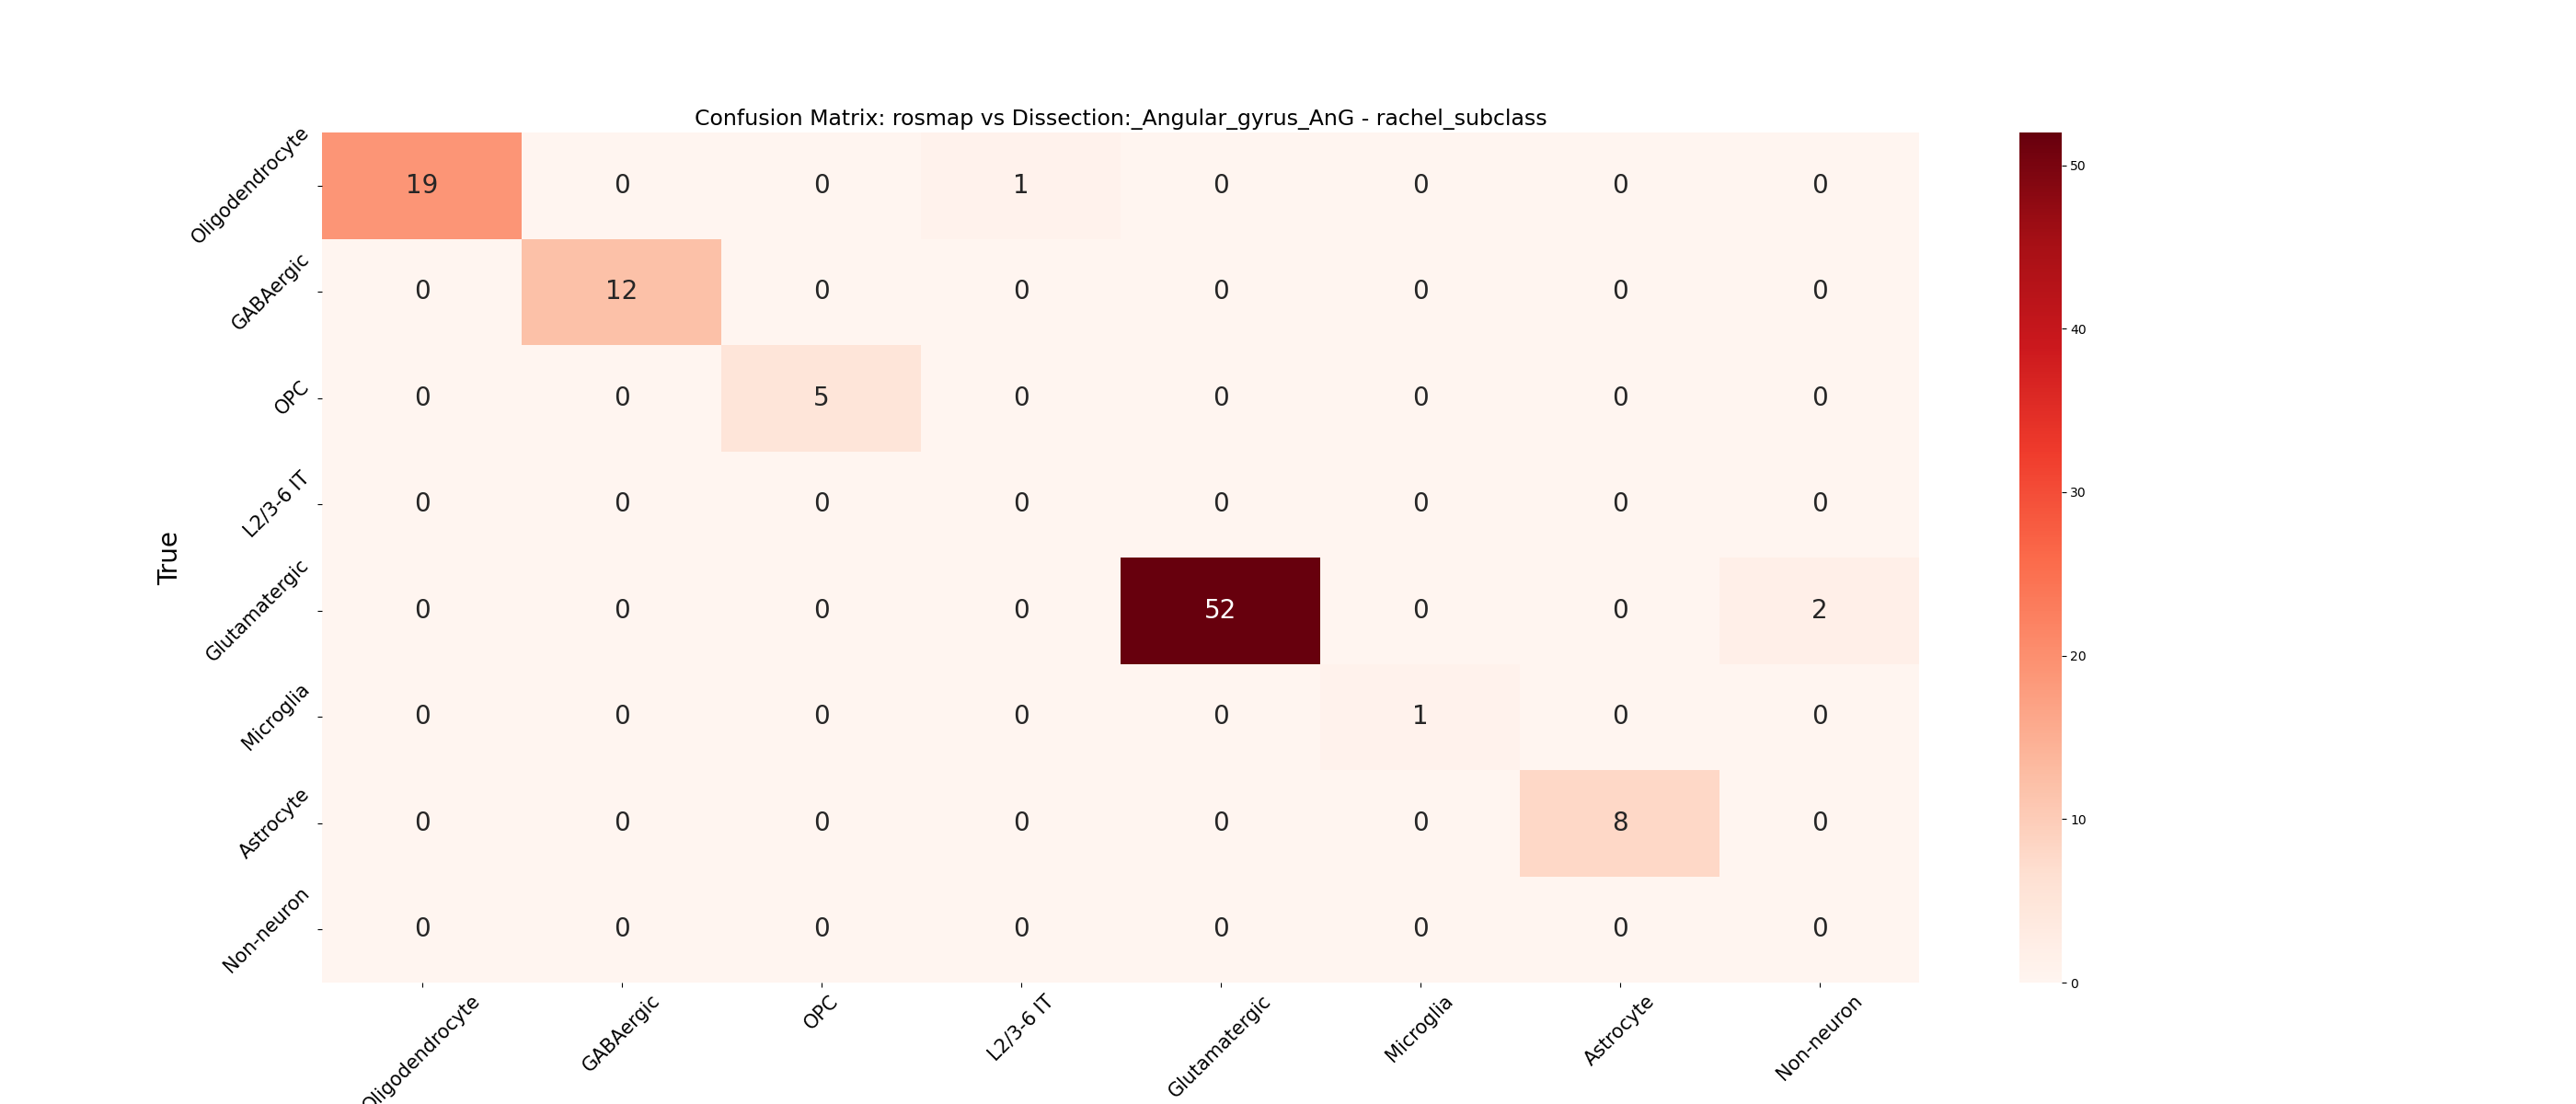 Confusion Matrix: rosmap vs Dissection:_Angular_gyrus_AnG - rachel_subclass
True
Oligodendrocyte 19 0 0 1 0 0 0 0
GABAergic 0 12 0 0 0 0 0 0
OPC 0 0 5 0 0 0 0 0
L2/3-6 IT 0 0 0 0 0 0 0 0
Glutamatergic 0 0 0 0 52 0 0 2
Microglia 0 0 0 0 0 1 0 0
Astrocyte 0 0 0 0 0 0 8 0
Non-neuron 0 0 0 0 0 0 0 0
Oligodendrocyte GABAergic OPC L2/3-6 IT Glutamatergic Microglia Astrocyte Non-neuron
50
40
30
20
10
0